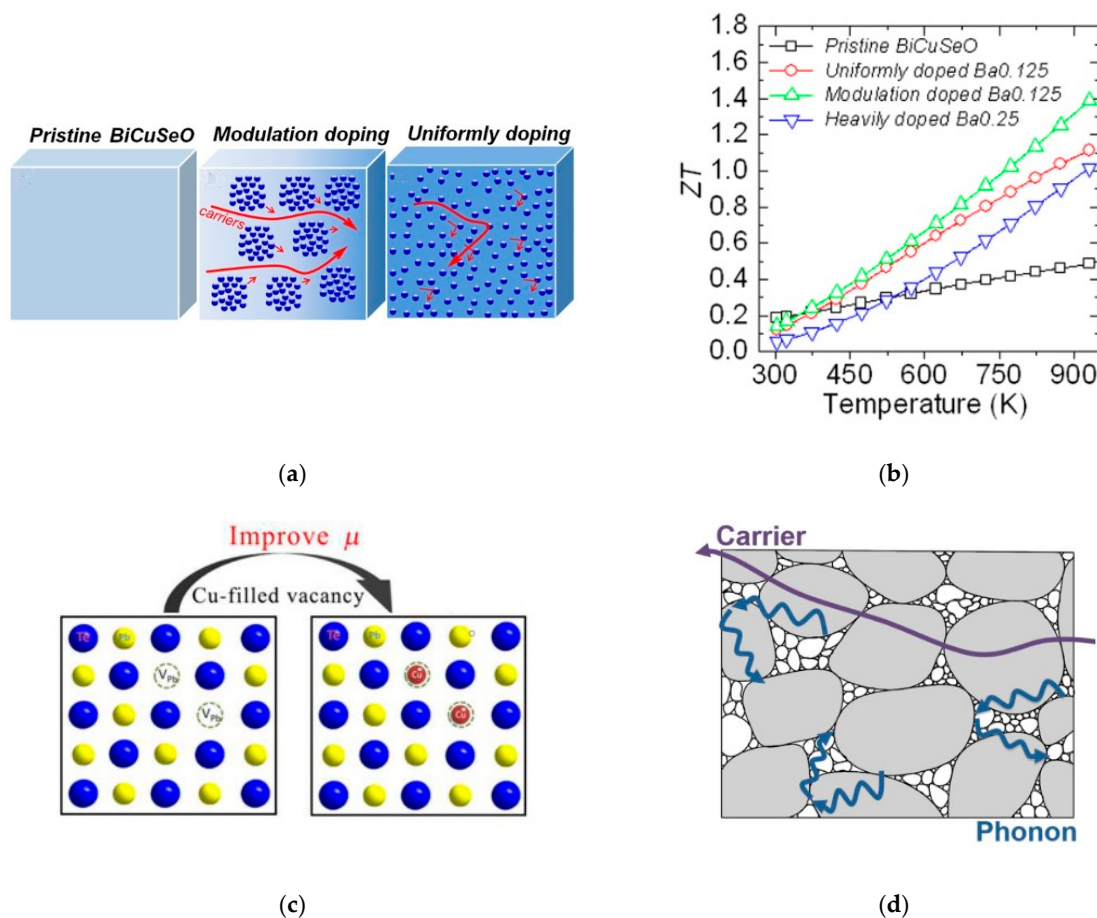 Pristine BiCuSeO
Modulation doping
Uniformly doping
carriers
(a)
1.8
1.6
1.4
1.2
1.0
0.8
0.6
0.4
0.2
0.0
ZT
Pristine BiCuSeO
Uniformly doped Ba0.125
Modulation doped Ba0.125
Heavily doped Ba0.25
300 450 600 750 900
Temperature (K)
(b)
Improve μ
Cu-filled vacancy
Te Pb
VPb
VPb
Te Pb
Cu
Cu
(c)
Carrier
Phonon
(d)